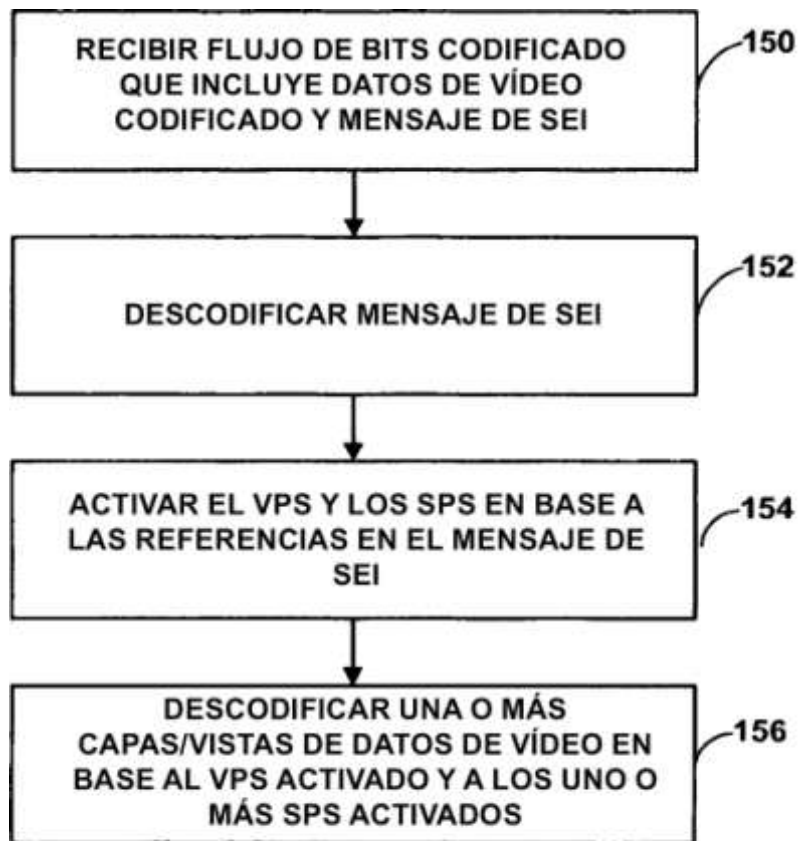 RECIBIR FLUJO DE BITS CODIFICADO
QUE INCLUYE DATOS DE VÍDEO
CODIFICADO Y MENSAJE DE SEI
150
DESCODIFICAR MENSAJE DE SEI
152
ACTIVAR EL VPS Y LOS SPS EN BASE A
LAS REFERENCIAS EN EL MENSAJE DE
SEI
154
DESCODIFICAR UNA O MÁS
CAPAS/VISTAS DE DATOS DE VÍDEO EN
BASE AL VPS ACTIVADO Y A LOS UNO O
MÁS SPS ACTIVADOS
156